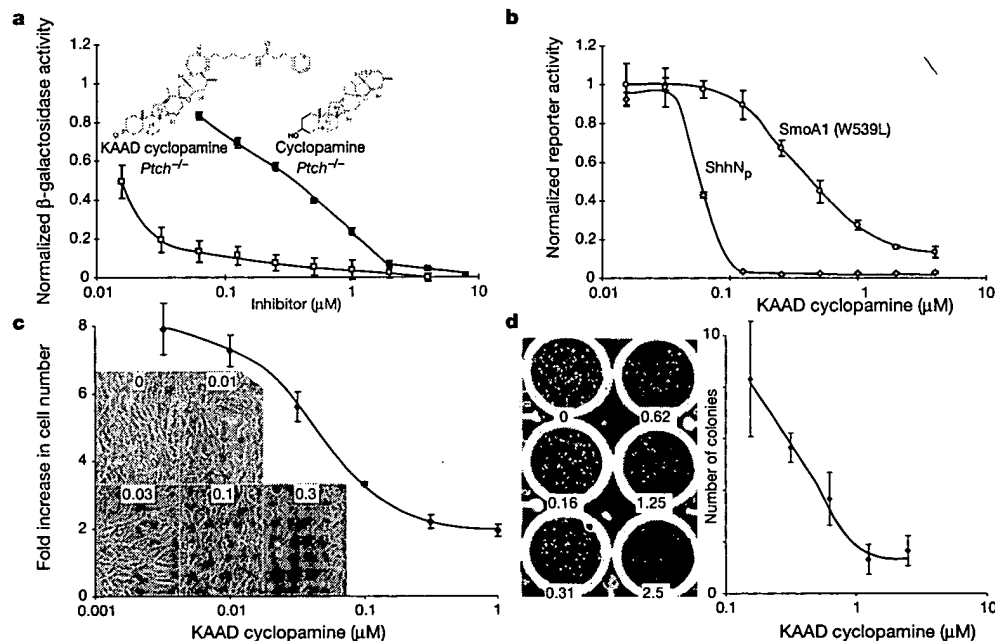 a
Normalized β-galactosidase activity
1.2
1
0.8
0.6
0.4
0.2
0
KAAD cyclopamine
Ptch−/−
HO
Cyclopamine
Ptch−/−
0.01
0.1
1
10
Inhibitor (μM)
b
Normalized reporter activity
1.2
1.0
0.8
0.6
0.4
0.2
0
SmoA1 (W539L)
ShhNp
0.01
0.1
1
10
KAAD cyclopamine (μM)
c
Fold increase in cell number
8
6
4
2
0
0
0.01
0.03
0.1
0.3
0.001
0.01
0.1
1
KAAD cyclopamine (μM)
d
0
0.62
0.16
1.25
0.31
2.5
Number of colonies
10
0
0.1
1
10
KAAD cyclopamine (μM)